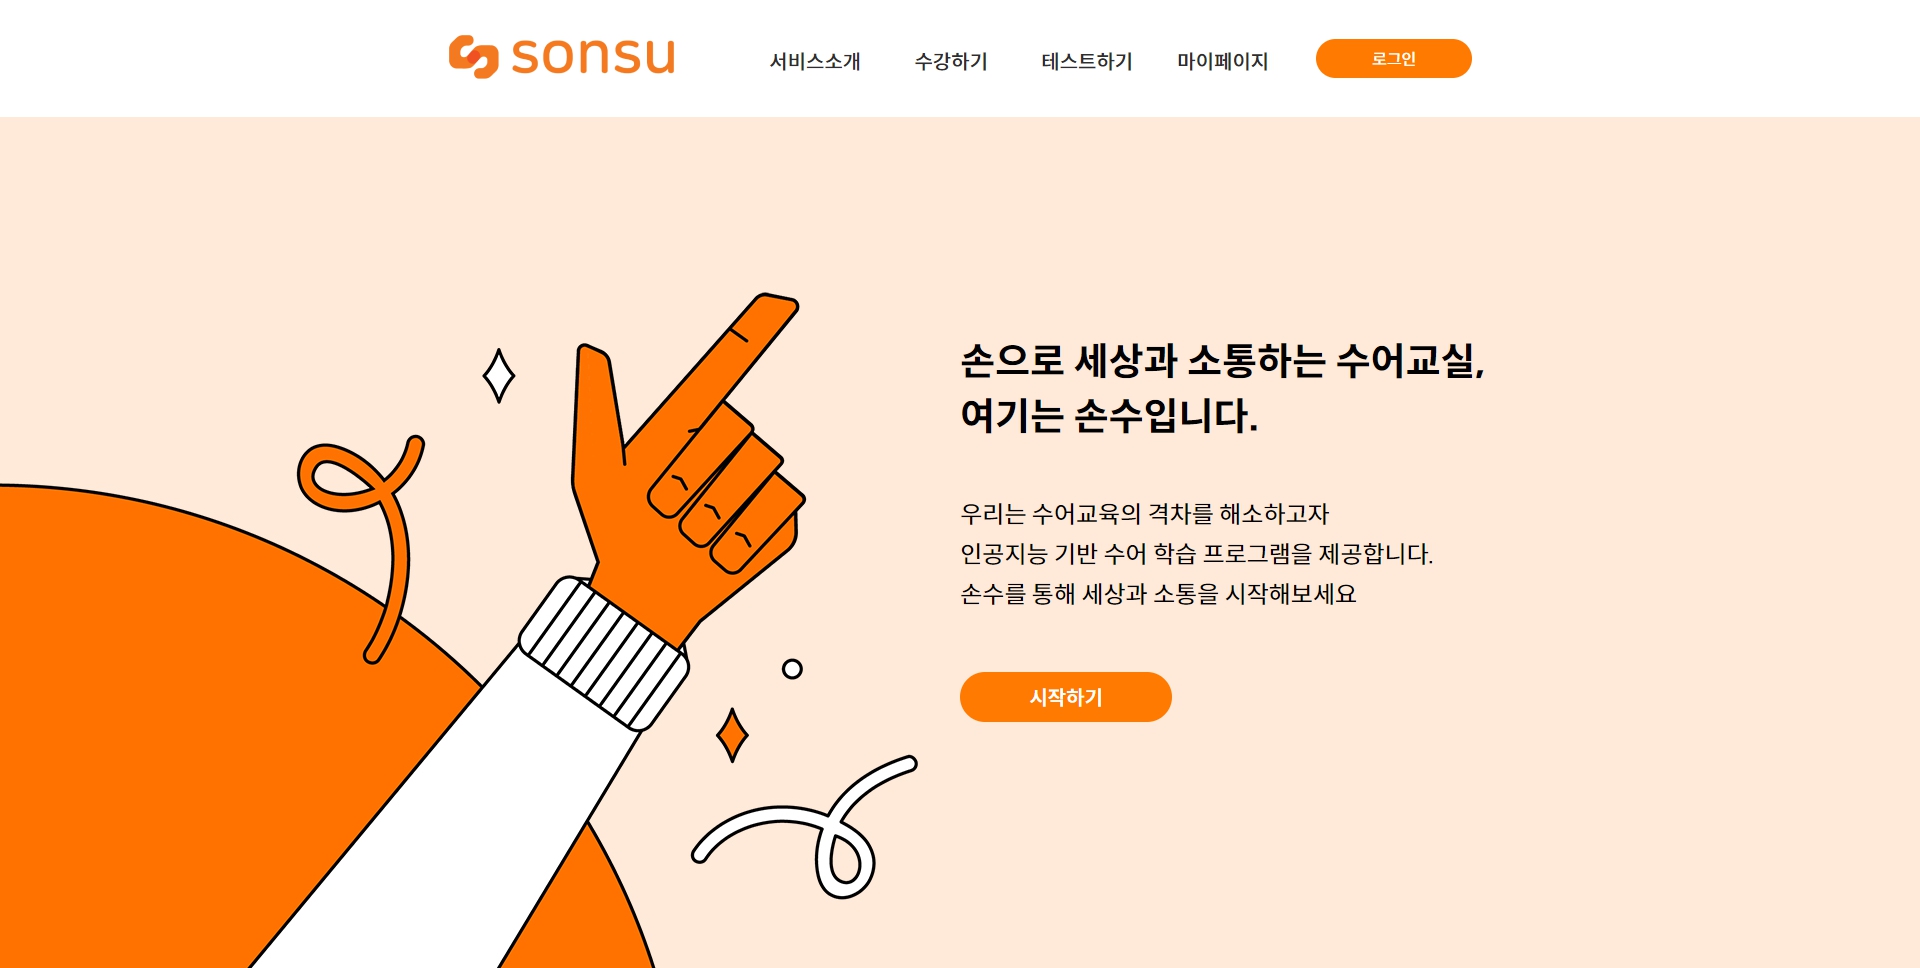 sonsu
서비스소개
수강하기
테스트하기
마이페이지
로그인
손으로 세상과 소통하는 수어교실,
여기는 손수입니다.
우리는 수어교육의 격차를 해소하고자
인공지능 기반 수어 학습 프로그램을 제공합니다.
손수를 통해 세상과 소통을 시작해보세요
시작하기